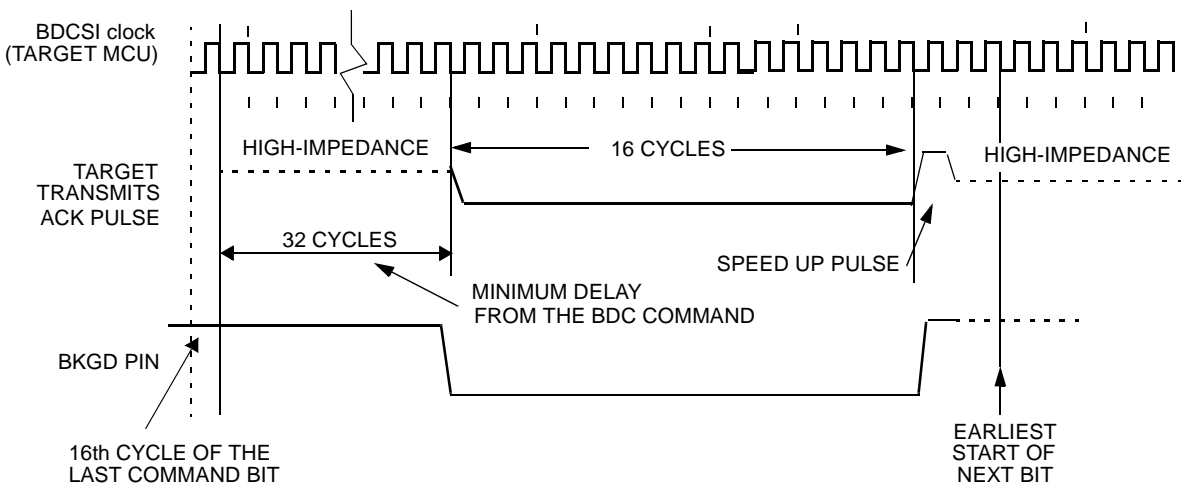 BDCSI clock
(TARGET MCU)
HIGH-IMPEDANCE
16 CYCLES
HIGH-IMPEDANCE
TARGET
TRANSMITS
ACK PULSE
32 CYCLES
SPEED UP PULSE
MINIMUM DELAY
FROM THE BDC COMMAND
BKGD PIN
16th CYCLE OF THE
LAST COMMAND BIT
EARLIEST
START OF
NEXT BIT